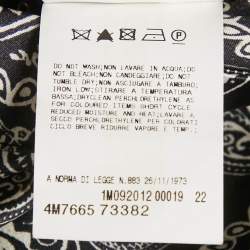 P
DO NOT WASH;NON LAVARE IN ACQUA;DO
NOT BLEACH;NON CANDEGGIARE;DO NOT
TUMBLE DRY;NON ASCIUGARE A TAMBURO;
IRON LOW;STIRARE A TEMPERATURA
BASSA;DRYCLEAN PERCHLORETHYLENE AS
FOR COLOURED ITEMS SHORT CYCLE
REDUCED MOISTURE AND HEAT;LAVARE A
SECCO PERCHLORETYLENE PER COLORATI
CICLO BREVE RIDURRE VAPORE E TEMP.
A NORMA DI LEGGE N.883 26/11/1973
1M092012 00019 22
4M7665 73382